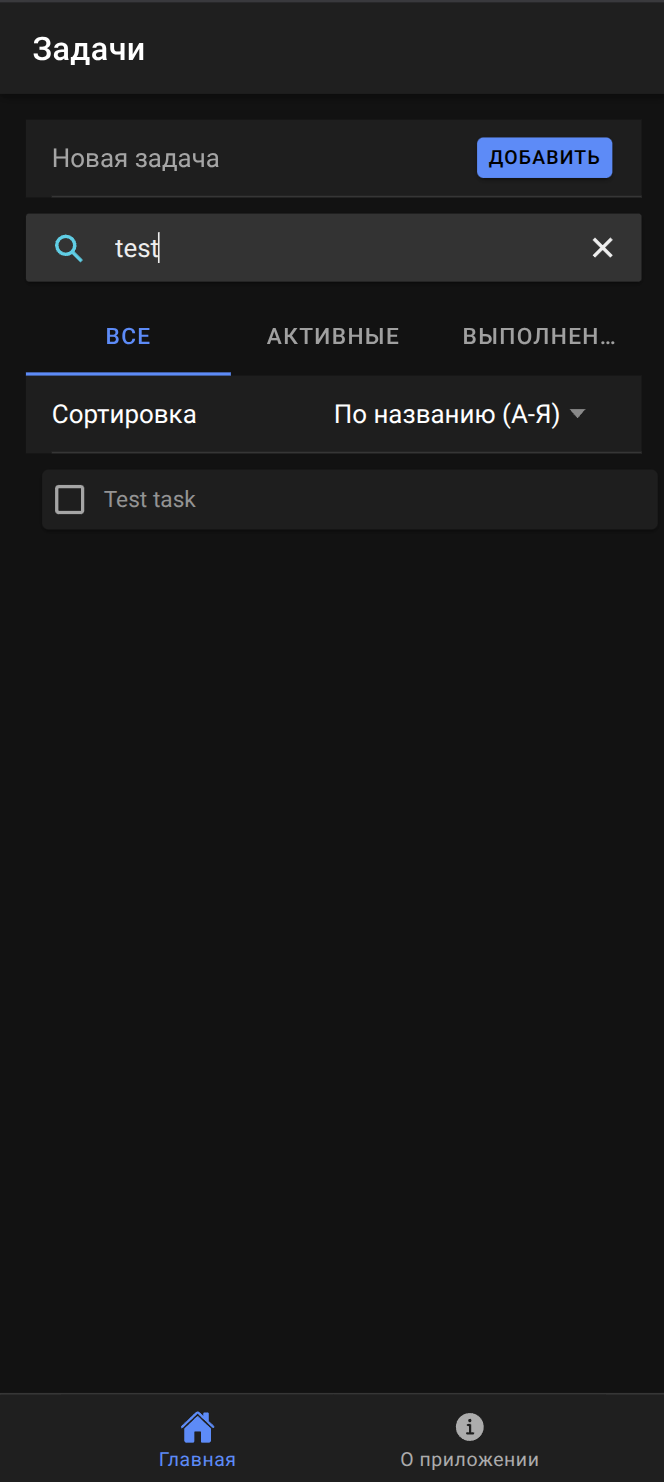 Задачи
Новая задача ДОБАВИТЬ
test
ВСЕ АКТИВНЫЕ ВЫПОЛНЕН...
Сортировка По названию (А-Я)
Test task
Главная О приложении